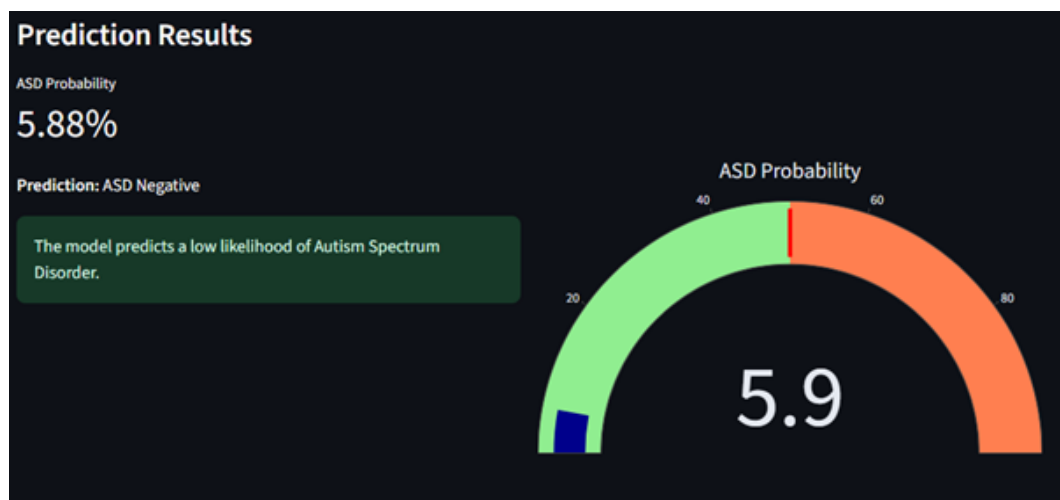 Prediction Results
ASD Probability
5.88%
Prediction: ASD Negative
The model predicts a low likelihood of Autism Spectrum
Disorder.
ASD Probability
40
60
20
80
5.9